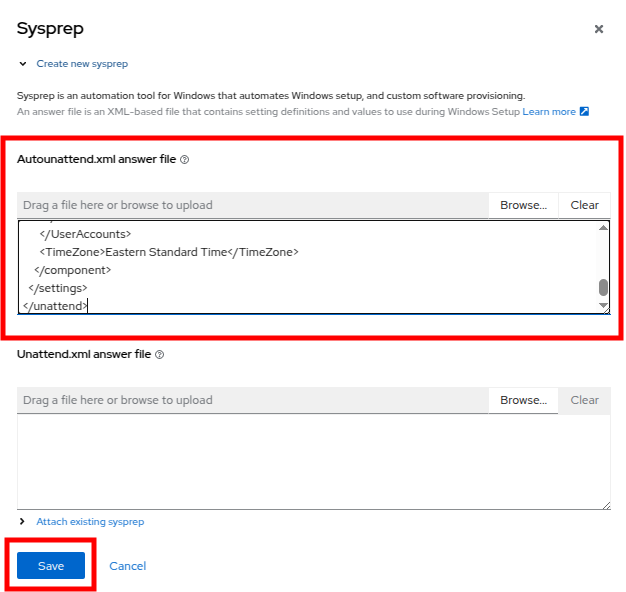 Sysprep
Create new sysprep
Sysprep is an automation tool for Windows that automates Windows setup, and custom software provisioning.
An answer file is an XML-based file that contains setting definitions and values to use during Windows Setup Learn more
Autounattend.xml answer file
Drag a file here or browse to upload Browse... Clear
</UserAccounts>
<TimeZone>Eastern Standard Time</TimeZone>
</component>
</settings>
</unattend>
Unattend.xml answer file
Drag a file here or browse to upload Browse... Clear
Attach existing sysprep
Save Cancel